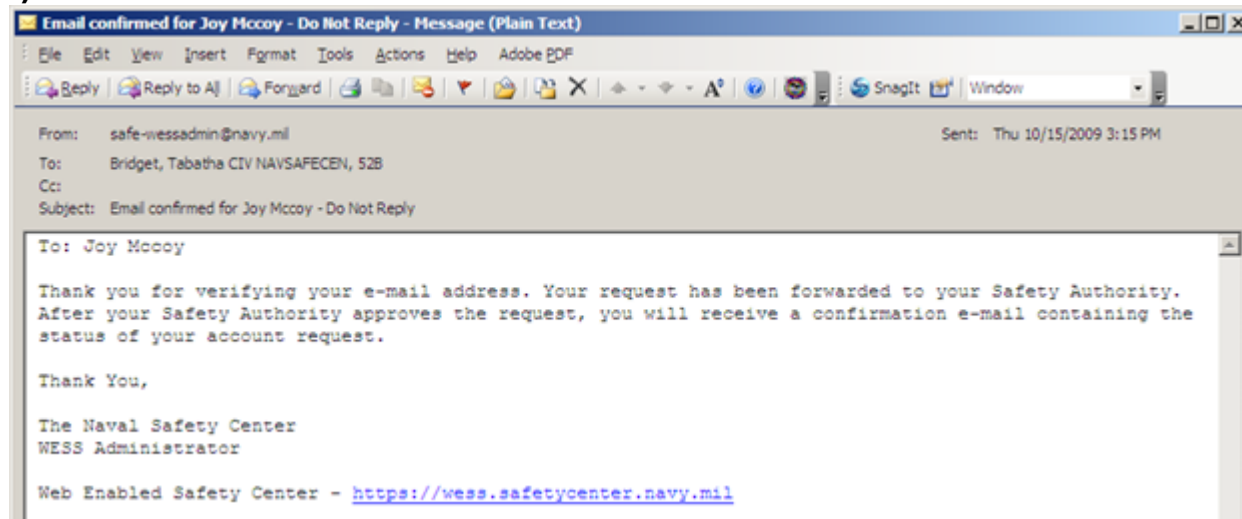 Email confirmed for Joy Mccoy - Do Not Reply - Message (Plain Text)
File Edit View Insert Format Tools Actions Help Adobe PDF
Reply Reply to All Forward SnagIt Window
From: safe-wessadmin@navy.mil Sent: Thu 10/15/2009 3:15 PM
To: Bridget, Tabatha CIV NAVSAFECEN, 52B
Cc:
Subject: Email confirmed for Joy Mccoy - Do Not Reply
To: Joy Mccoy
Thank you for verifying your e-mail address. Your request has been forwarded to your Safety Authority.
After your Safety Authority approves the request, you will receive a confirmation e-mail containing the
status of your account request.
Thank You,
The Naval Safety Center
WESS Administrator
Web Enabled Safety Center - https://wess.safetycenter.navy.mil